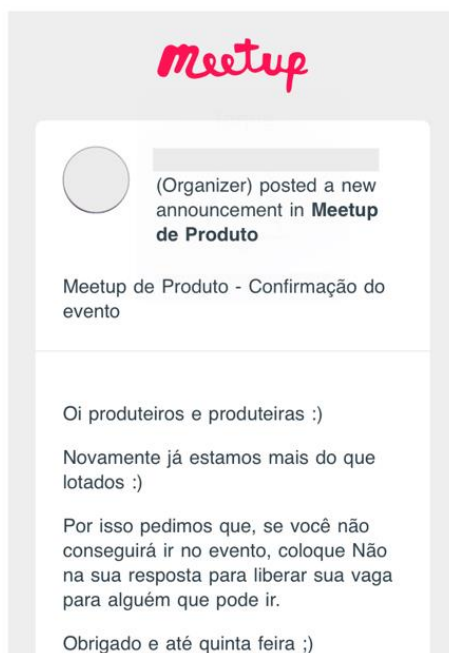 meetup
(Organizer) posted a new
announcement in Meetup
de Produto
Meetup de Produto - Confirmação do
evento
Oi produteiros e produteiras :)
Novamente já estamos mais do que
lotados :)
Por isso pedimos que, se você não
conseguirá ir no evento, coloque Não
na sua resposta para liberar sua vaga
para alguém que pode ir.
Obrigado e até quinta feira ;)